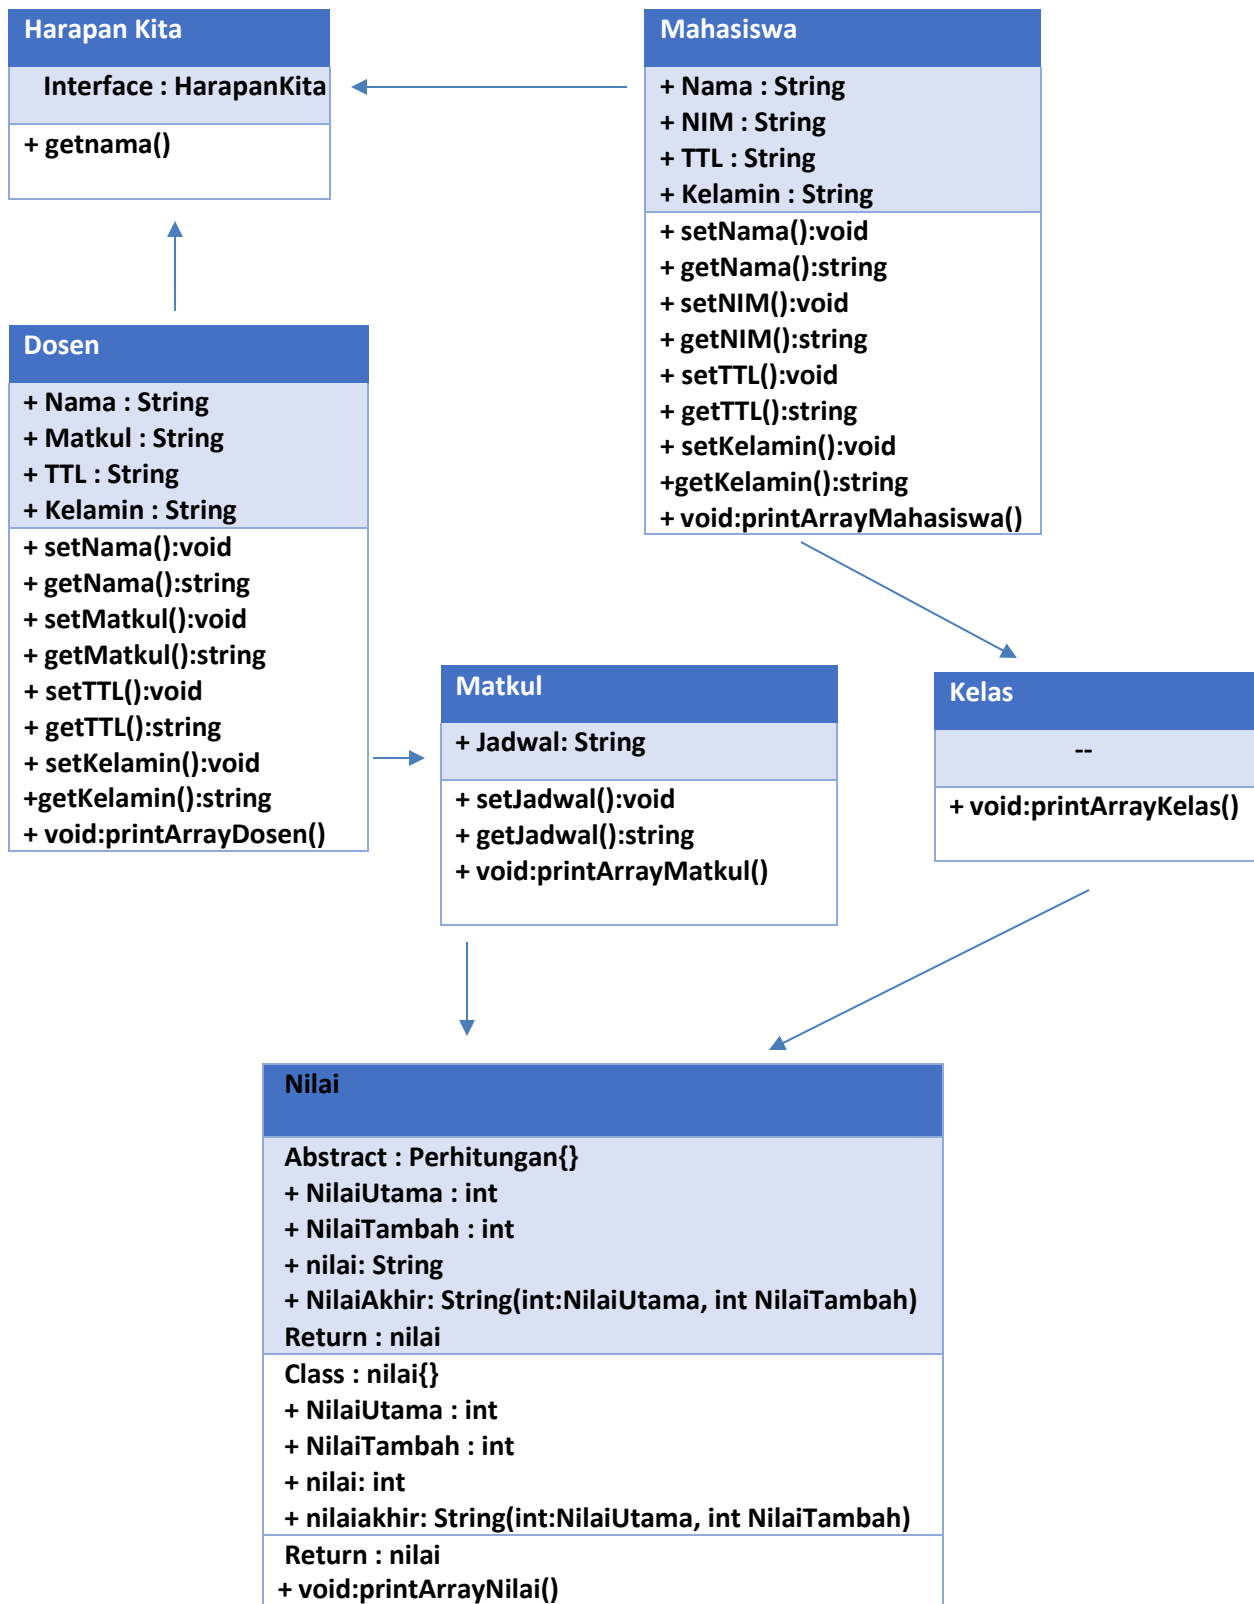 Harapan Kita
Interface : HarapanKita
+ getnama()
Mahasiswa
+ Nama : String
+ NIM : String
+ TTL : String
+ Kelamin : String
+ setNama():void
+ getNama():string
+ setNIM():void
+ getNIM():string
+ setTTL():void
+ getTTL():string
+ setKelamin():void
+getKelamin():string
+ void:printArrayMahasiswa()
Dosen
+ Nama : String
+ Matkul : String
+ TTL : String
+ Kelamin : String
+ setNama():void
+ getNama():string
+ setMatkul():void
+ getMatkul():string
+ setTTL():void
+ getTTL():string
+ setKelamin():void
+getKelamin():string
+ void:printArrayDosen()
Matkul
+ Jadwal: String
+ setJadwal():void
+ getJadwal():string
+ void:printArrayMatkul()
Kelas
--
+ void:printArrayKelas()
Nilai
Abstract : Perhitungan{}
+ NilaiUtama : int
+ NilaiTambah : int
+ nilai: String
+ NilaiAkhir: String(int:NilaiUtama, int NilaiTambah)
Return : nilai
Class : nilai{}
+ NilaiUtama : int
+ NilaiTambah : int
+ nilai: int
+ nilaiakhir: String(int:NilaiUtama, int NilaiTambah)
Return : nilai
+ void:printArrayNilai()